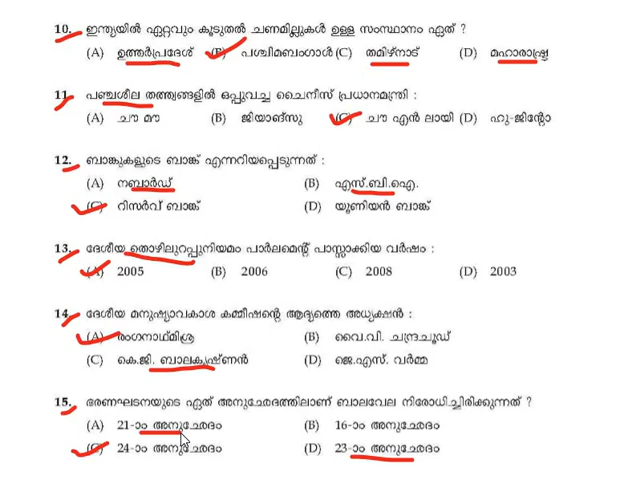 10. ഇന്ത്യയിൽ ഏറ്റവും കൂടുതൽ ചണമില്ലുകൾ ഉള്ള സംസ്ഥാനം ഏത് ?
(A) ഉത്തർപ്രദേശ് (B) പശ്ചിമബംഗാൾ (C) തമിഴ്നാട് (D) മഹാരാഷ്ട്ര
11. പഞ്ചശീല തത്ത്വങ്ങളിൽ ഒപ്പുവച്ച ചൈനീസ് പ്രധാനമന്ത്രി :
(A) ചൗ മൗ (B) ജിയാങ്സു (C) ചൗ എൻ ലായി (D) ഹു-ജിന്റോ
12. ബാങ്കുകളുടെ ബാങ്ക് എന്നറിയപ്പെടുന്നത് :
(A) നബാർഡ് (B) എസ്.ബി.ഐ.
(C) റിസർവ് ബാങ്ക് (D) യൂണിയൻ ബാങ്ക്
13. ദേശീയ തൊഴിലുറപ്പുനിയമം പാർലമെന്റ് പാസ്സാക്കിയ വർഷം :
(A) 2005 (B) 2006 (C) 2008 (D) 2003
14. ദേശീയ മനുഷ്യാവകാശ കമ്മീഷന്റെ ആദ്യത്തെ അധ്യക്ഷൻ :
(A) രംഗനാഥ്മിശ്ര (B) വൈ.വി. ചന്ദ്രചൂഡ്
(C) കെ.ജി. ബാലകൃഷ്ണൻ (D) ജെ.എസ്. വർമ്മ
15. ഭരണഘടനയുടെ ഏത് അനുഛേദത്തിലാണ് ബാലവേല നിരോധിച്ചിരിക്കുന്നത് ?
(A) 21-ാം അനുഛേദം (B) 16-ാം അനുഛേദം
(C) 24-ാം അനുഛേദം (D) 23-ാം അനുഛേദം